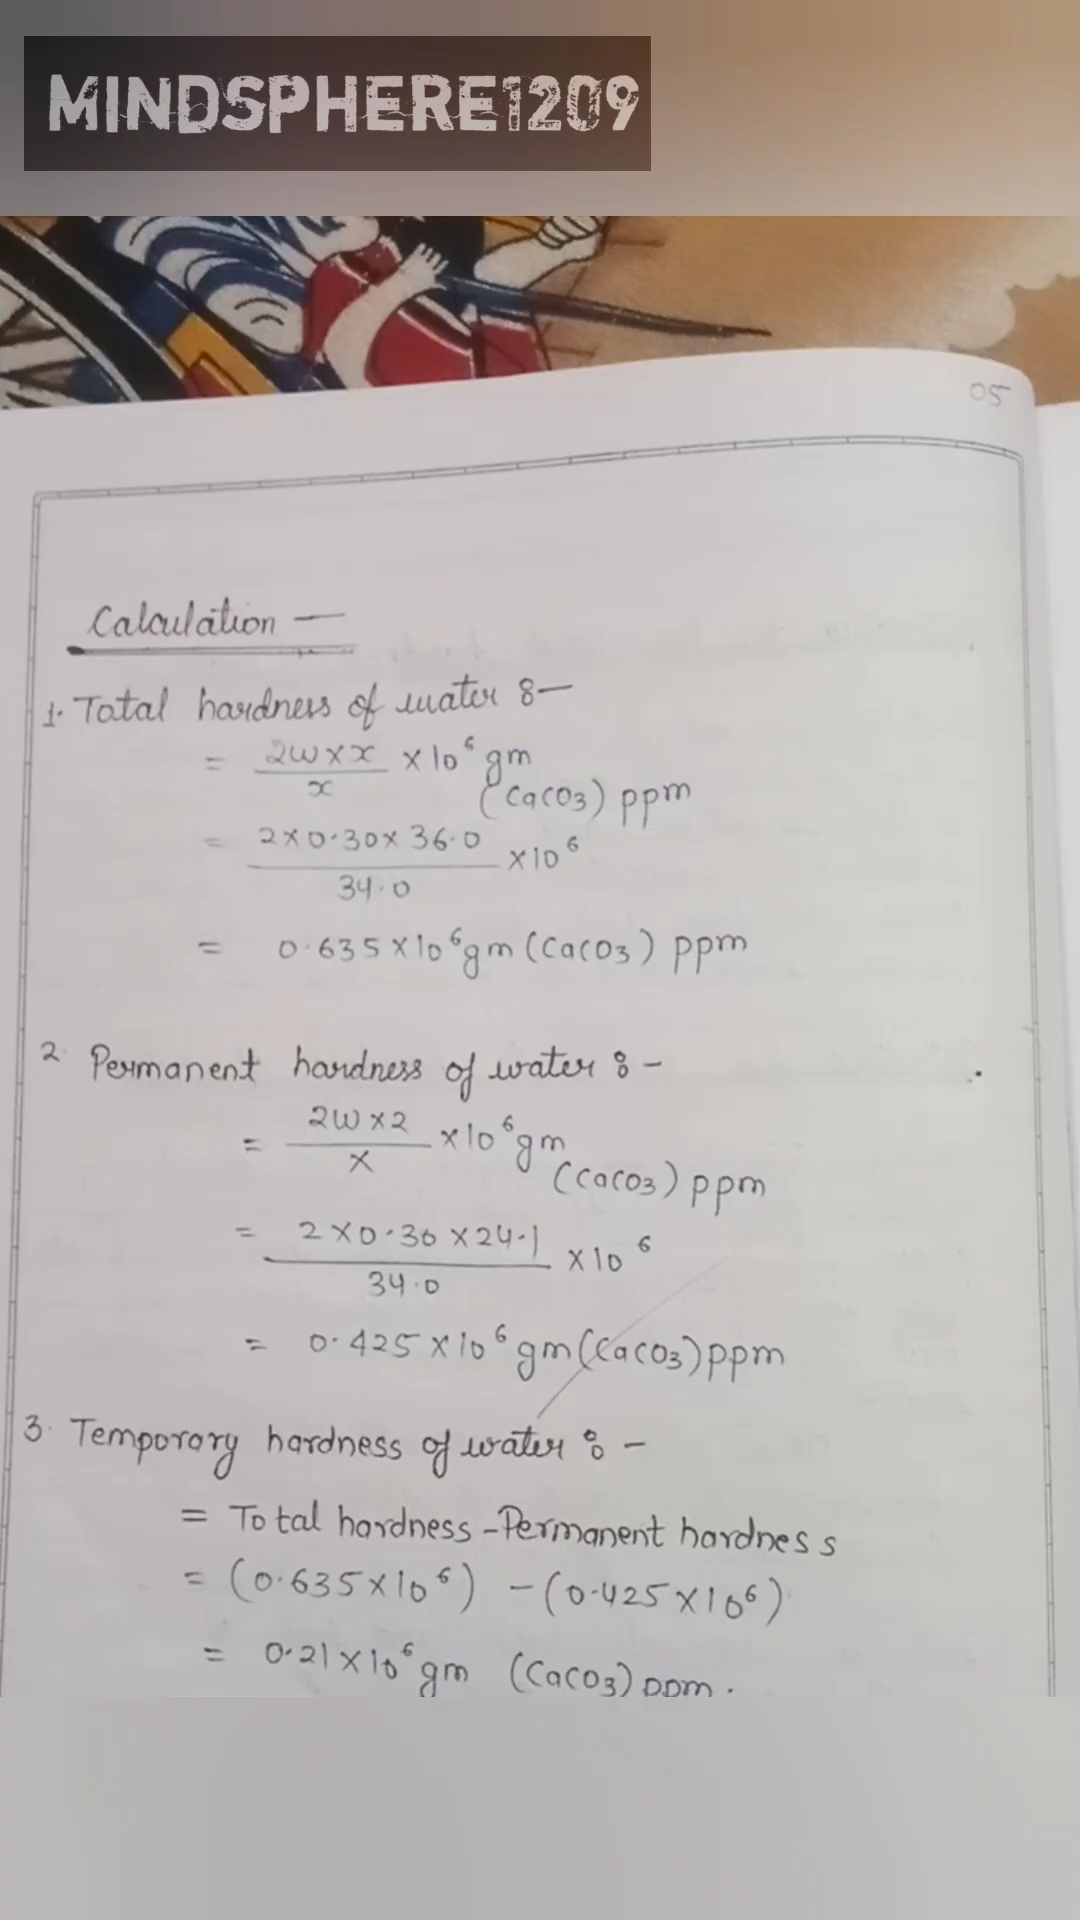 MINDSPHERE1209
05
Calculation —
1. Total hardness of water :—
= 2w×x/x ×10⁶ gm
(CaCO3) ppm
= 2×0.30×36.0/34.0 ×10⁶
= 0.635×10⁶gm (CaCO3) ppm
2. Permanent hardness of water :-
= 2W×2/X ×10⁶gm
(CaCO3) ppm
= 2×0.30×24.1/34.0 ×10⁶
= 0.425×10⁶gm(CaCO3)ppm
3. Temporary hardness of water :-
= Total hardness -Permanent hardness
= (0.635×10⁶) -(0.425×10⁶)
= 0.21×10⁶gm (CaCO3) ppm.